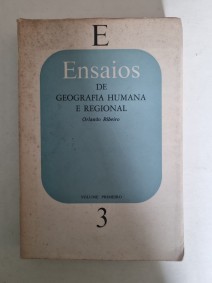 E
Ensaios
DE
GEOGRAFIA HUMANA
E REGIONAL
Orlando Ribeiro
VOLUME PRIMEIRO
3